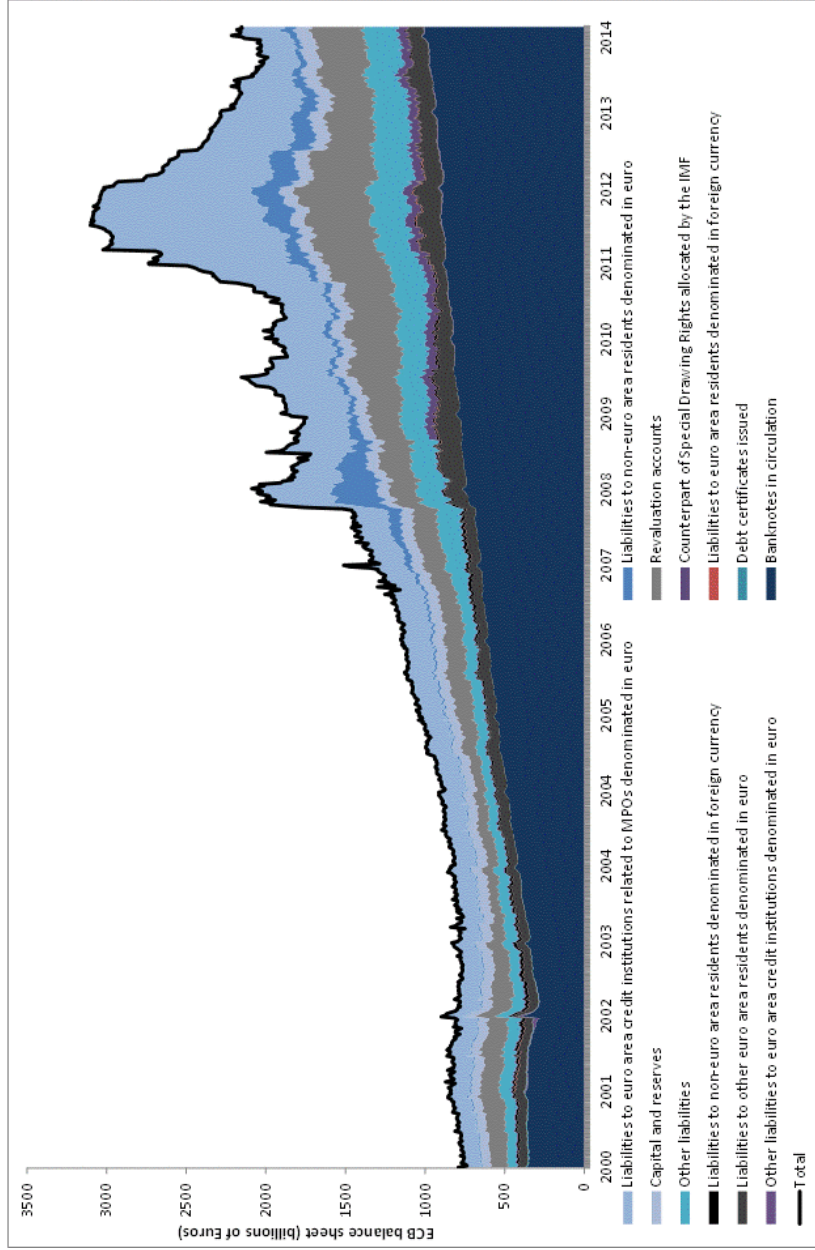 ECB balance sheet (billions of Euros)
3500
3000
2500
2000
1500
1000
500
0
2000 2001 2002 2003 2004 2004 2005 2006 2007 2008 2009 2010 2011 2012 2013 2014
Liabilities to euro area credit institutions related to MPOs denominated in euro
Liabilities to non-euro area residents denominated in euro
Capital and reserves
Revaluation accounts
Other liabilities
Counterpart of Special Drawing Rights allocated by the IMF
Liabilities to non-euro area residents denominated in foreign currency
Liabilities to euro area residents denominated in foreign currency
Liabilities to other euro area residents denominated in euro
Debt certificates issued
Other liabilities to euro area credit institutions denominated in euro
Banknotes in circulation
Total